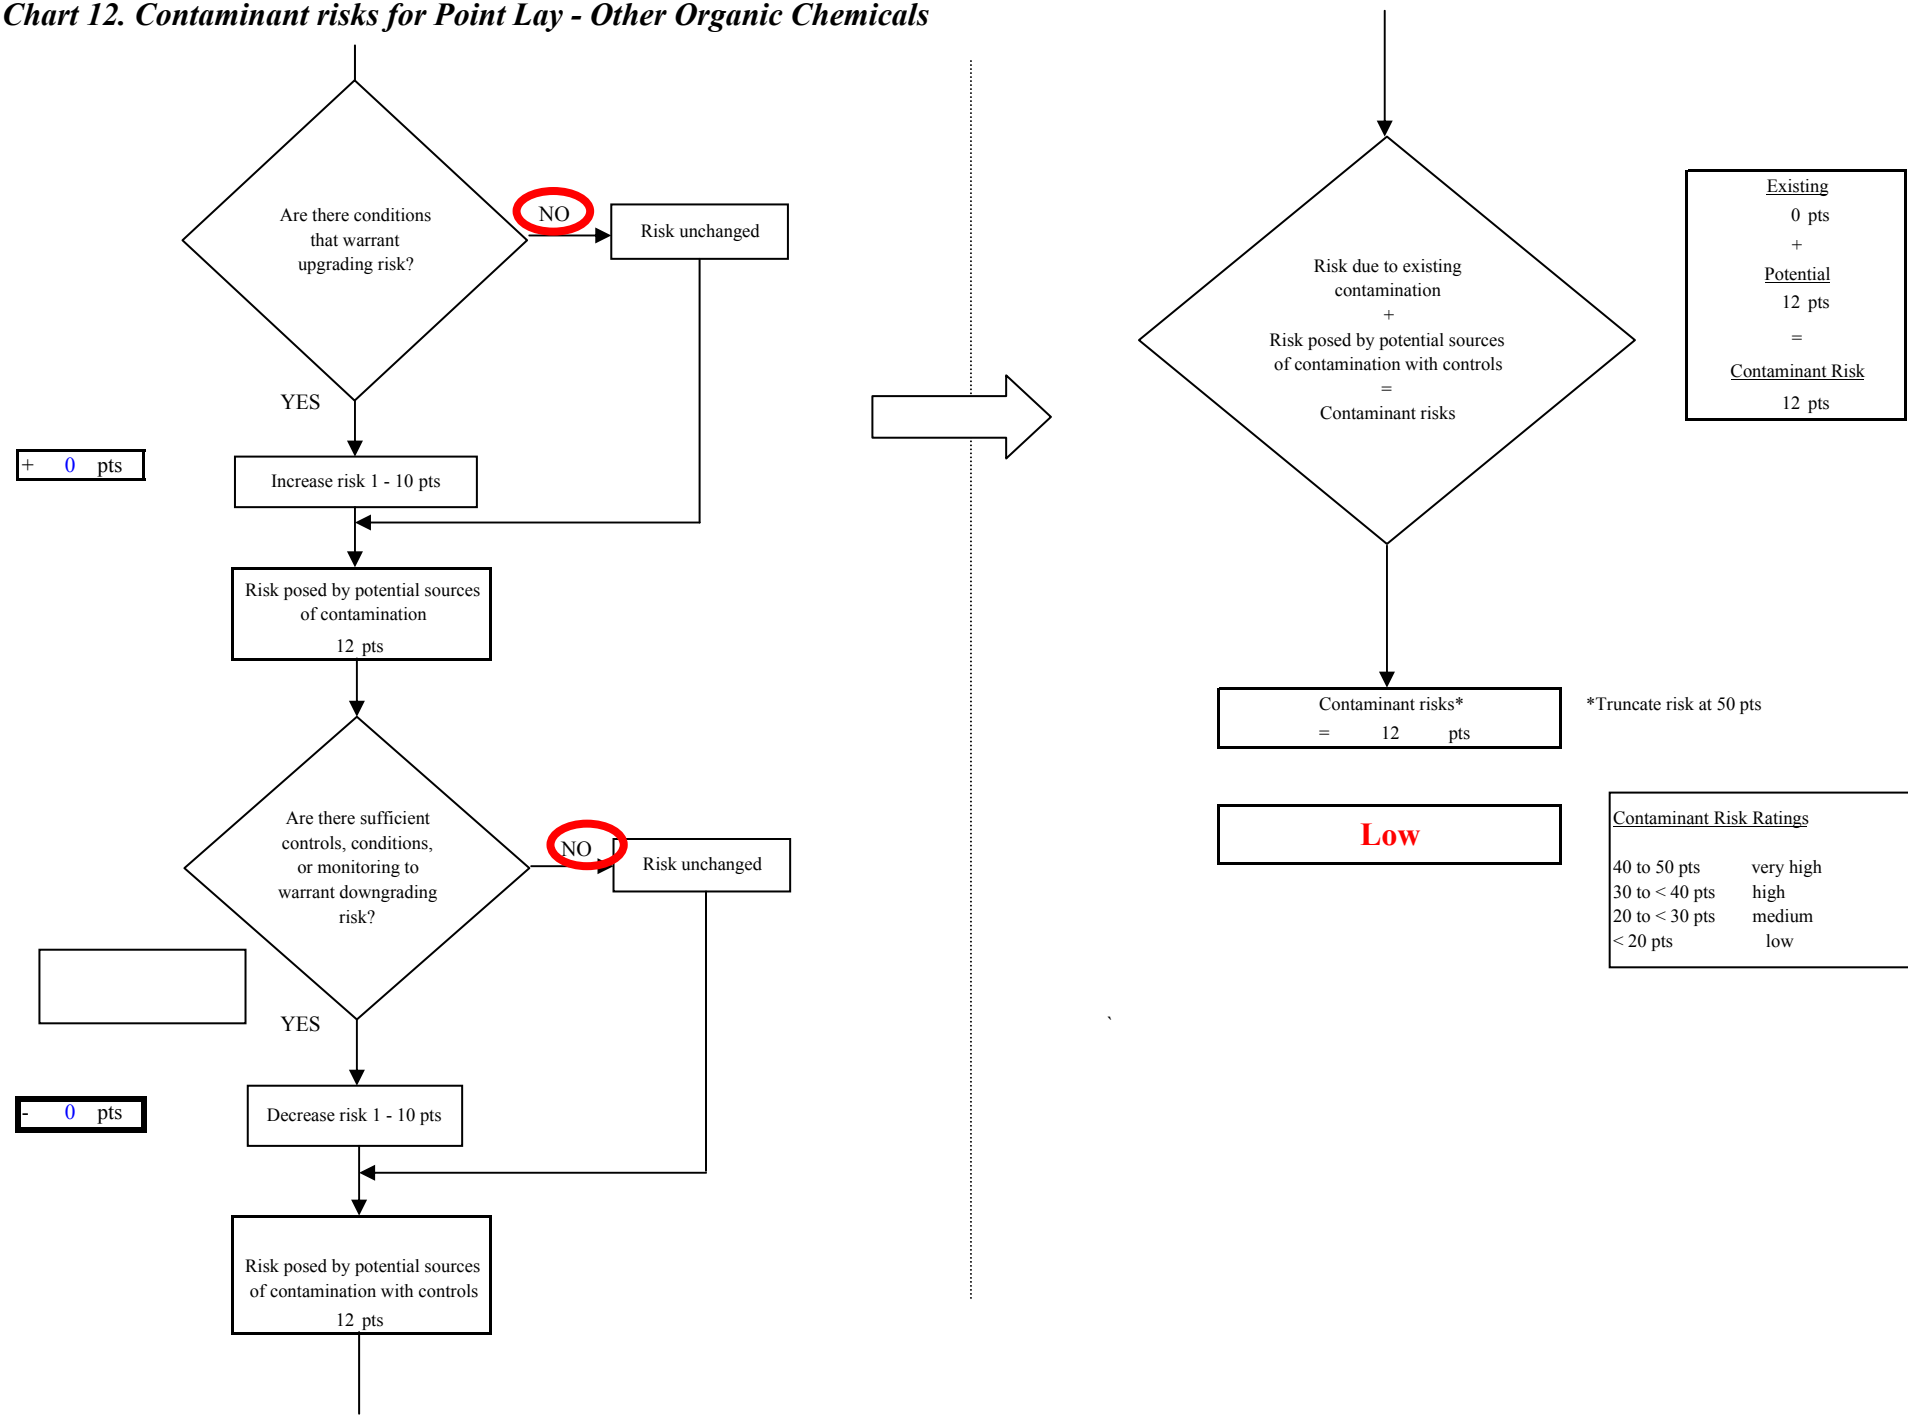 Chart 12. Contaminant risks for Point Lay - Other Organic Chemicals
Are there conditions
that warrant
upgrading risk?
NO
Risk unchanged
YES
+ 0 pts
Increase risk 1 - 10 pts
Risk posed by potential sources
of contamination
12 pts
Are there sufficient
controls, conditions,
or monitoring to
warrant downgrading
risk?
NO
Risk unchanged
YES
- 0 pts
Decrease risk 1 - 10 pts
Risk posed by potential sources
of contamination with controls
12 pts
Risk due to existing
contamination
+
Risk posed by potential sources
of contamination with controls
=
Contaminant risks
Existing
0 pts
+
Potential
12 pts
=
Contaminant Risk
12 pts
Contaminant risks*
= 12 pts
*Truncate risk at 50 pts
Low
Contaminant Risk Ratings
40 to 50 pts very high
30 to < 40 pts high
20 to < 30 pts medium
< 20 pts low
`